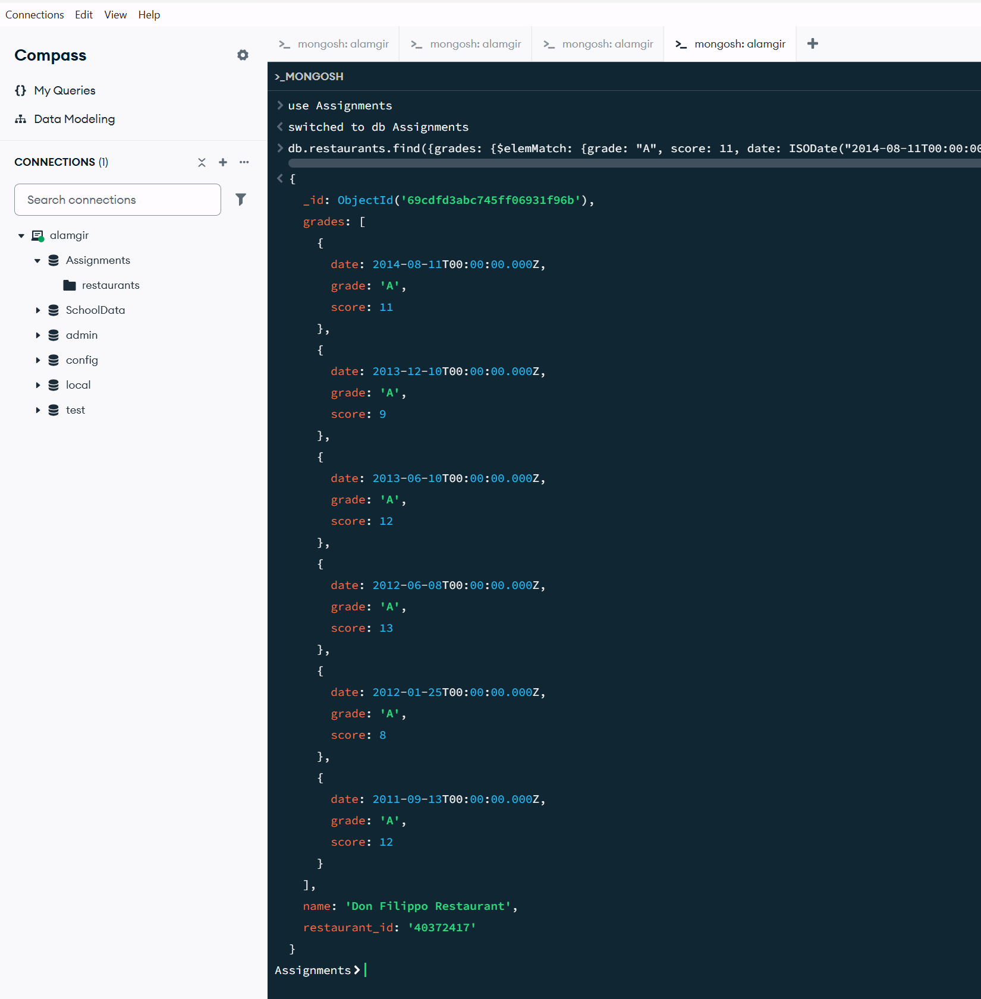 Connections Edit View Help
Compass
My Queries
Data Modeling
CONNECTIONS (1)
Search connections
alamgir
Assignments
restaurants
SchoolData
admin
config
local
test
mongosh: alamgir mongosh: alamgir mongosh: alamgir mongosh: alamgir
>_MONGOSH
> use Assignments
< switched to db Assignments
> db.restaurants.find({grades: {$elemMatch: {grade: "A", score: 11, date: ISODate("2014-08-11T00:00:00
< {
_id: ObjectId('69cdfd3abc745ff06931f96b'),
grades: [
{
date: 2014-08-11T00:00:00.000Z,
grade: 'A',
score: 11
},
{
date: 2013-12-10T00:00:00.000Z,
grade: 'A',
score: 9
},
{
date: 2013-06-10T00:00:00.000Z,
grade: 'A',
score: 12
},
{
date: 2012-06-08T00:00:00.000Z,
grade: 'A',
score: 13
},
{
date: 2012-01-25T00:00:00.000Z,
grade: 'A',
score: 8
},
{
date: 2011-09-13T00:00:00.000Z,
grade: 'A',
score: 12
}
],
name: 'Don Filippo Restaurant',
restaurant_id: '40372417'
}
Assignments>